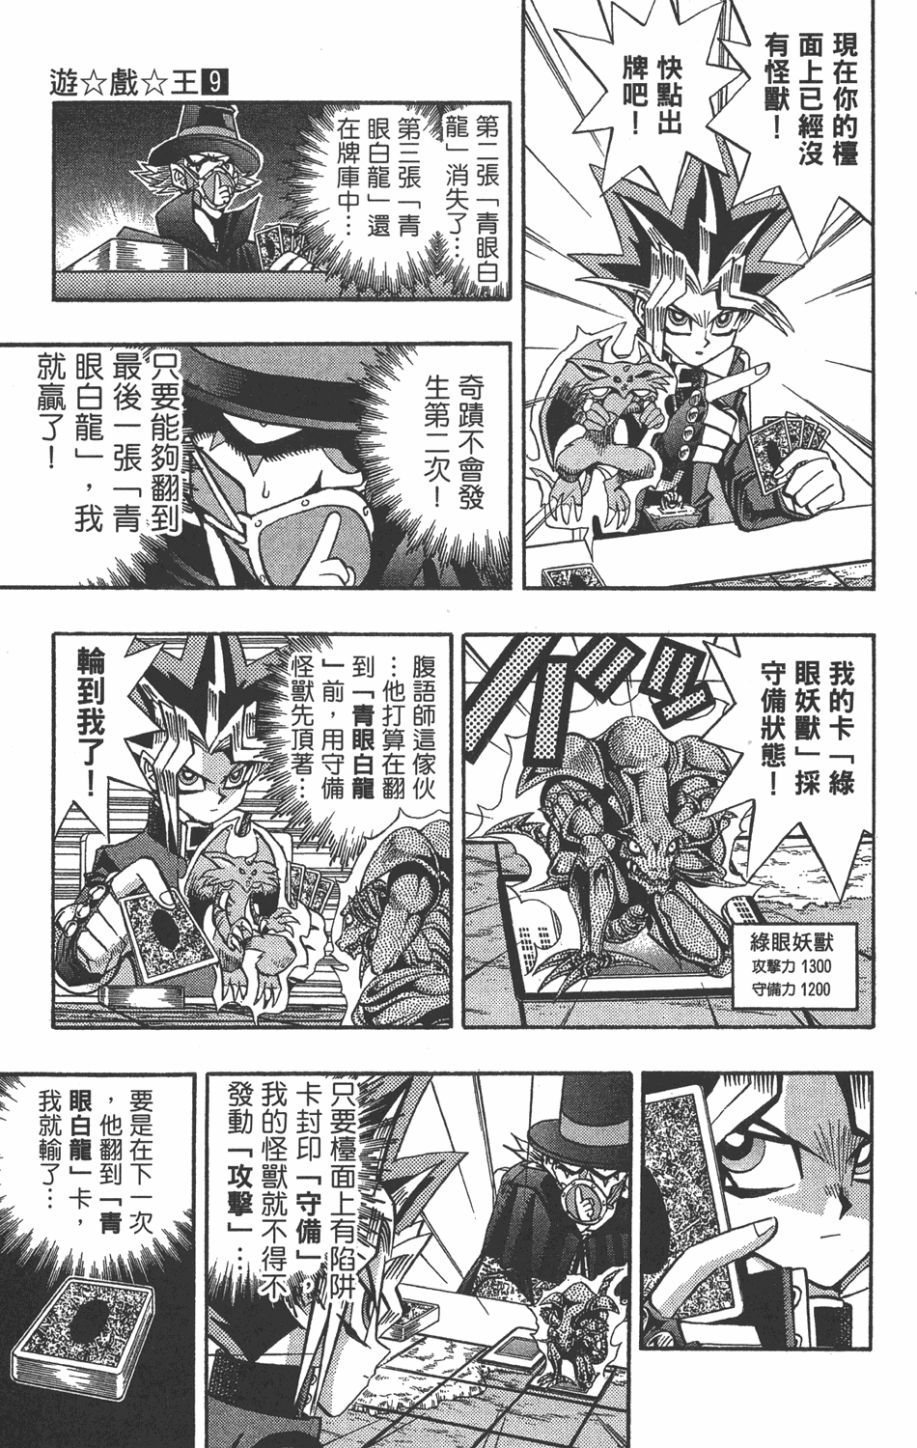 遊☆戲☆王9
現在你的檯
面上已經沒
有怪獸！
快點出
牌吧！
第二張「青眼白
龍」消失了…
第三張「青
眼白龍」還
在牌庫中…
奇蹟不會發
生第二次！
只要能夠翻到
最後一張「青
眼白龍」，我
就贏了！
我的卡「綠
眼妖獸」採
守備狀態！
バババッ
綠眼妖獸
攻擊力 1300
守備力 1200
腹語師這傢伙
…他打算在翻
到「青眼白龍
」前，用守備
怪獸先頂著…
輪到我了！
只要檯面上有陷阱
卡封印「守備」，
我的怪獸就不得不
發動「攻擊」…
要是在下一次
，他翻到「青
眼白龍」卡，
我就輸了…